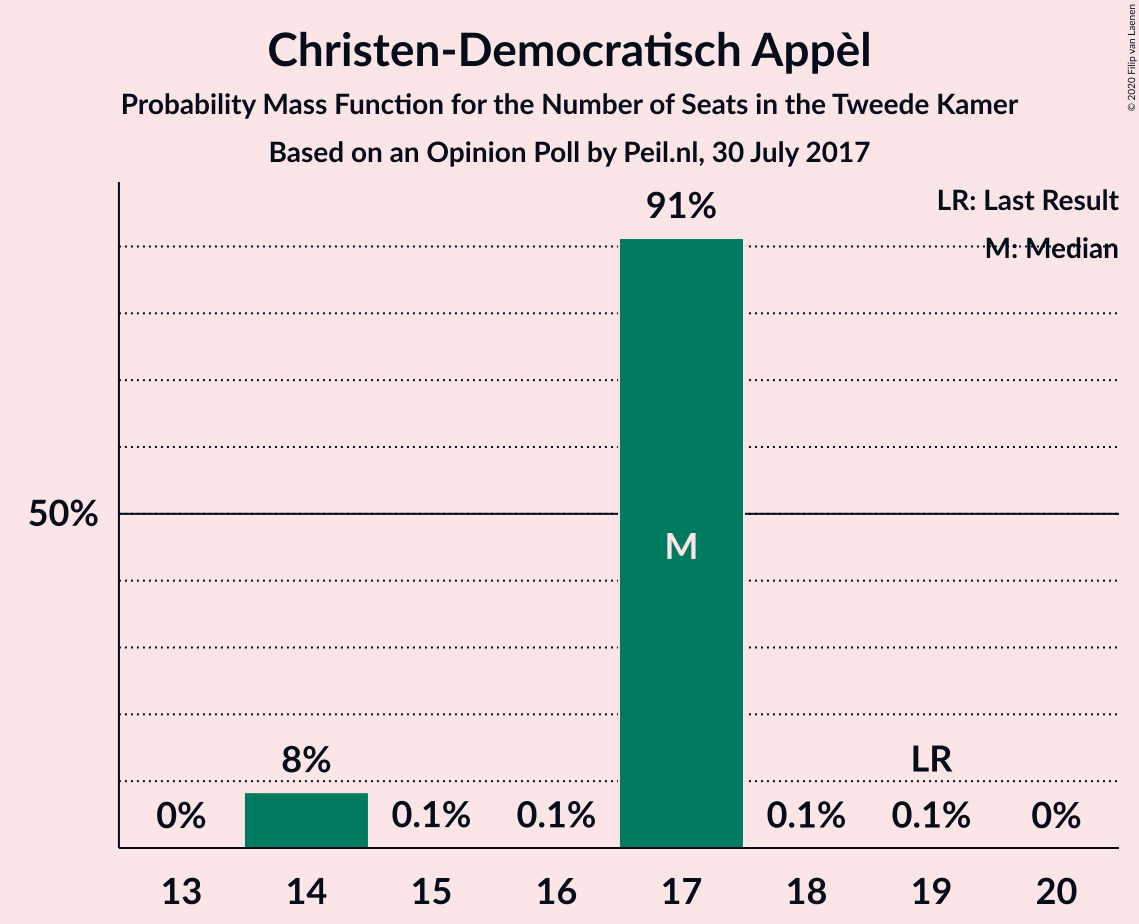 Christen-Democratisch Appèl
Probability Mass Function for the Number of Seats in the Tweede Kamer
Based on an Opinion Poll by Peil.nl, 30 July 2017
© 2020 Filip van Laenen
LR: Last Result
M: Median
91%
50%
M
8%
LR
0%
0.1%
0.1%
0.1%
0.1%
0%
13
14
15
16
17
18
19
20